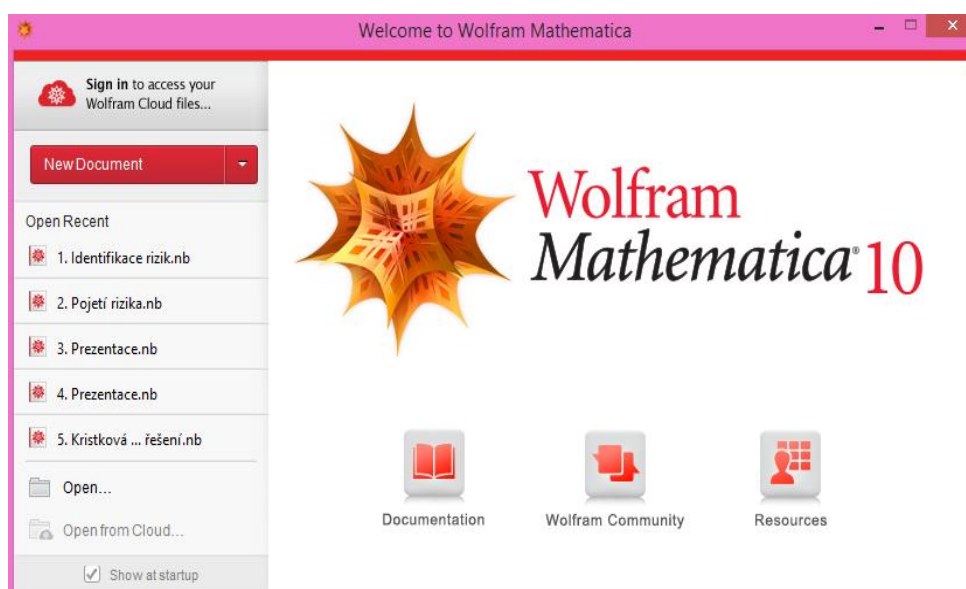 Welcome to Wolfram Mathematica
Sign in to access your
Wolfram Cloud files...
New Document
Open Recent
1. Identifikace rizik.nb
2. Pojetí rizika.nb
3. Prezentace.nb
4. Prezentace.nb
5. Kristková ... řešení.nb
Open...
Open from Cloud...
Show at startup
Wolfram
Mathematica® 10
Documentation
Wolfram Community
Resources